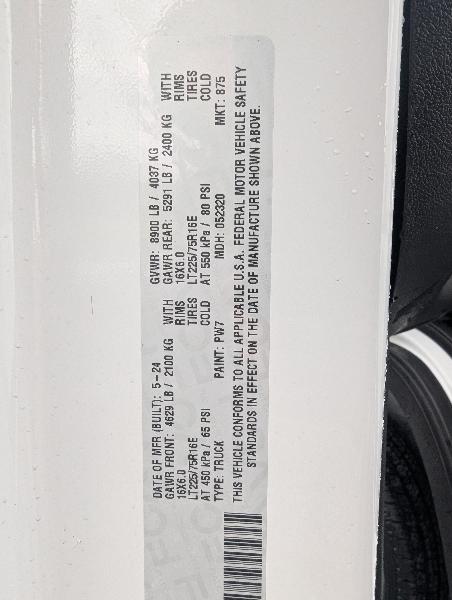 DATE OF MFR (BUILT): 5-24 GVWR: 8900 LB / 4037 KG
GAWR FRONT: 4629 LB / 2100 KG WITH GAWR REAR: 5291 LB / 2400 KG WITH
16X6.0 RIMS 16X6.0 RIMS
LT225/75R16E TIRES LT225/75R16E TIRES
AT 450 kPa / 65 PSI COLD AT 550 kPa / 80 PSI COLD
TYPE: TRUCK PAINT: PW7 MDH: 052320 MKT: 875
THIS VEHICLE CONFORMS TO ALL APPLICABLE U.S.A. FEDERAL MOTOR VEHICLE SAFETY
STANDARDS IN EFFECT ON THE DATE OF MANUFACTURE SHOWN ABOVE.